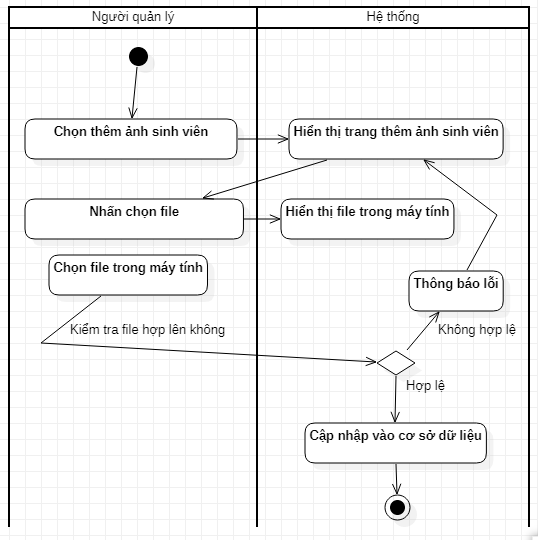 Người quản lý
Hệ thống
Chọn thêm ảnh sinh viên
Hiển thị trang thêm ảnh sinh viên
Nhấn chọn file
Hiển thị file trong máy tính
Chọn file trong máy tính
Thông báo lỗi
Kiểm tra file hợp lên không
Không hợp lệ
Hợp lệ
Cập nhập vào cơ sở dữ liệu